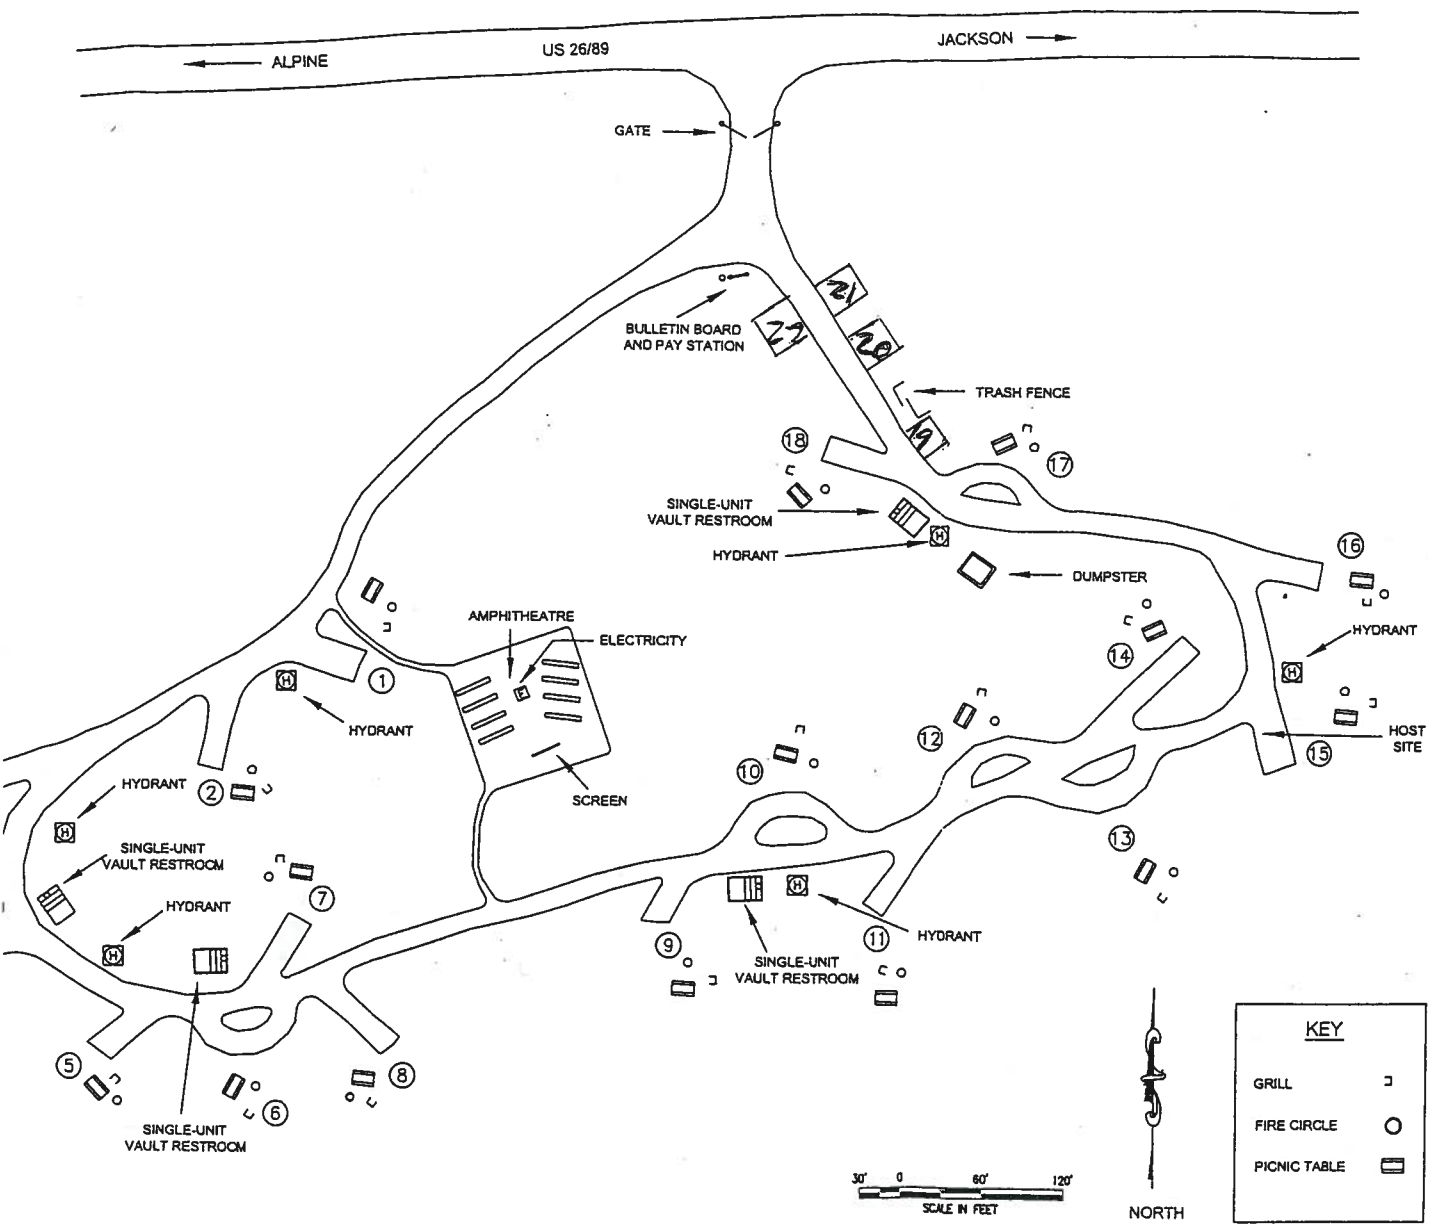 ALPINE
US 26/89
JACKSON
GATE
BULLETIN BOARD
AND PAY STATION
21
22
20
TRASH FENCE
19
18
17
SINGLE-UNIT
VAULT RESTROOM
HYDRANT
DUMPSTER
16
HYDRANT
AMPHITHEATRE
ELECTRICITY
E
14
1
H
HYDRANT
H
H
12
HOST
SITE
15
10
SCREEN
2
HYDRANT
H
13
SINGLE-UNIT
VAULT RESTROOM
7
H
HYDRANT
HYDRANT
9
11
H
SINGLE-UNIT
VAULT RESTROOM
5
8
6
SINGLE-UNIT
VAULT RESTROOM
KEY
GRILL
FIRE CIRCLE
PICNIC TABLE
30' 0 60' 120'
SCALE IN FEET
NORTH